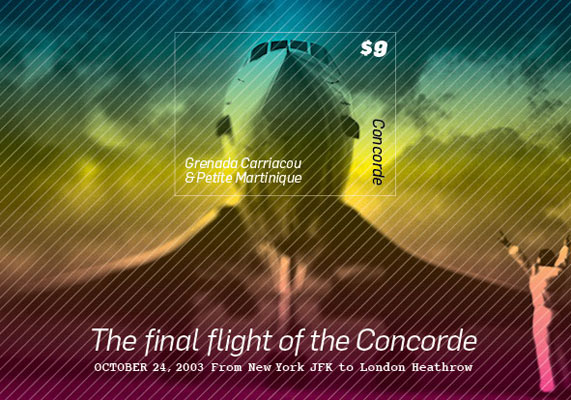 $9
Concorde
Grenada Carriacou
& Petite Martinique
The final flight of the Concorde
OCTOBER 24, 2003 From New York JFK to London Heathrow